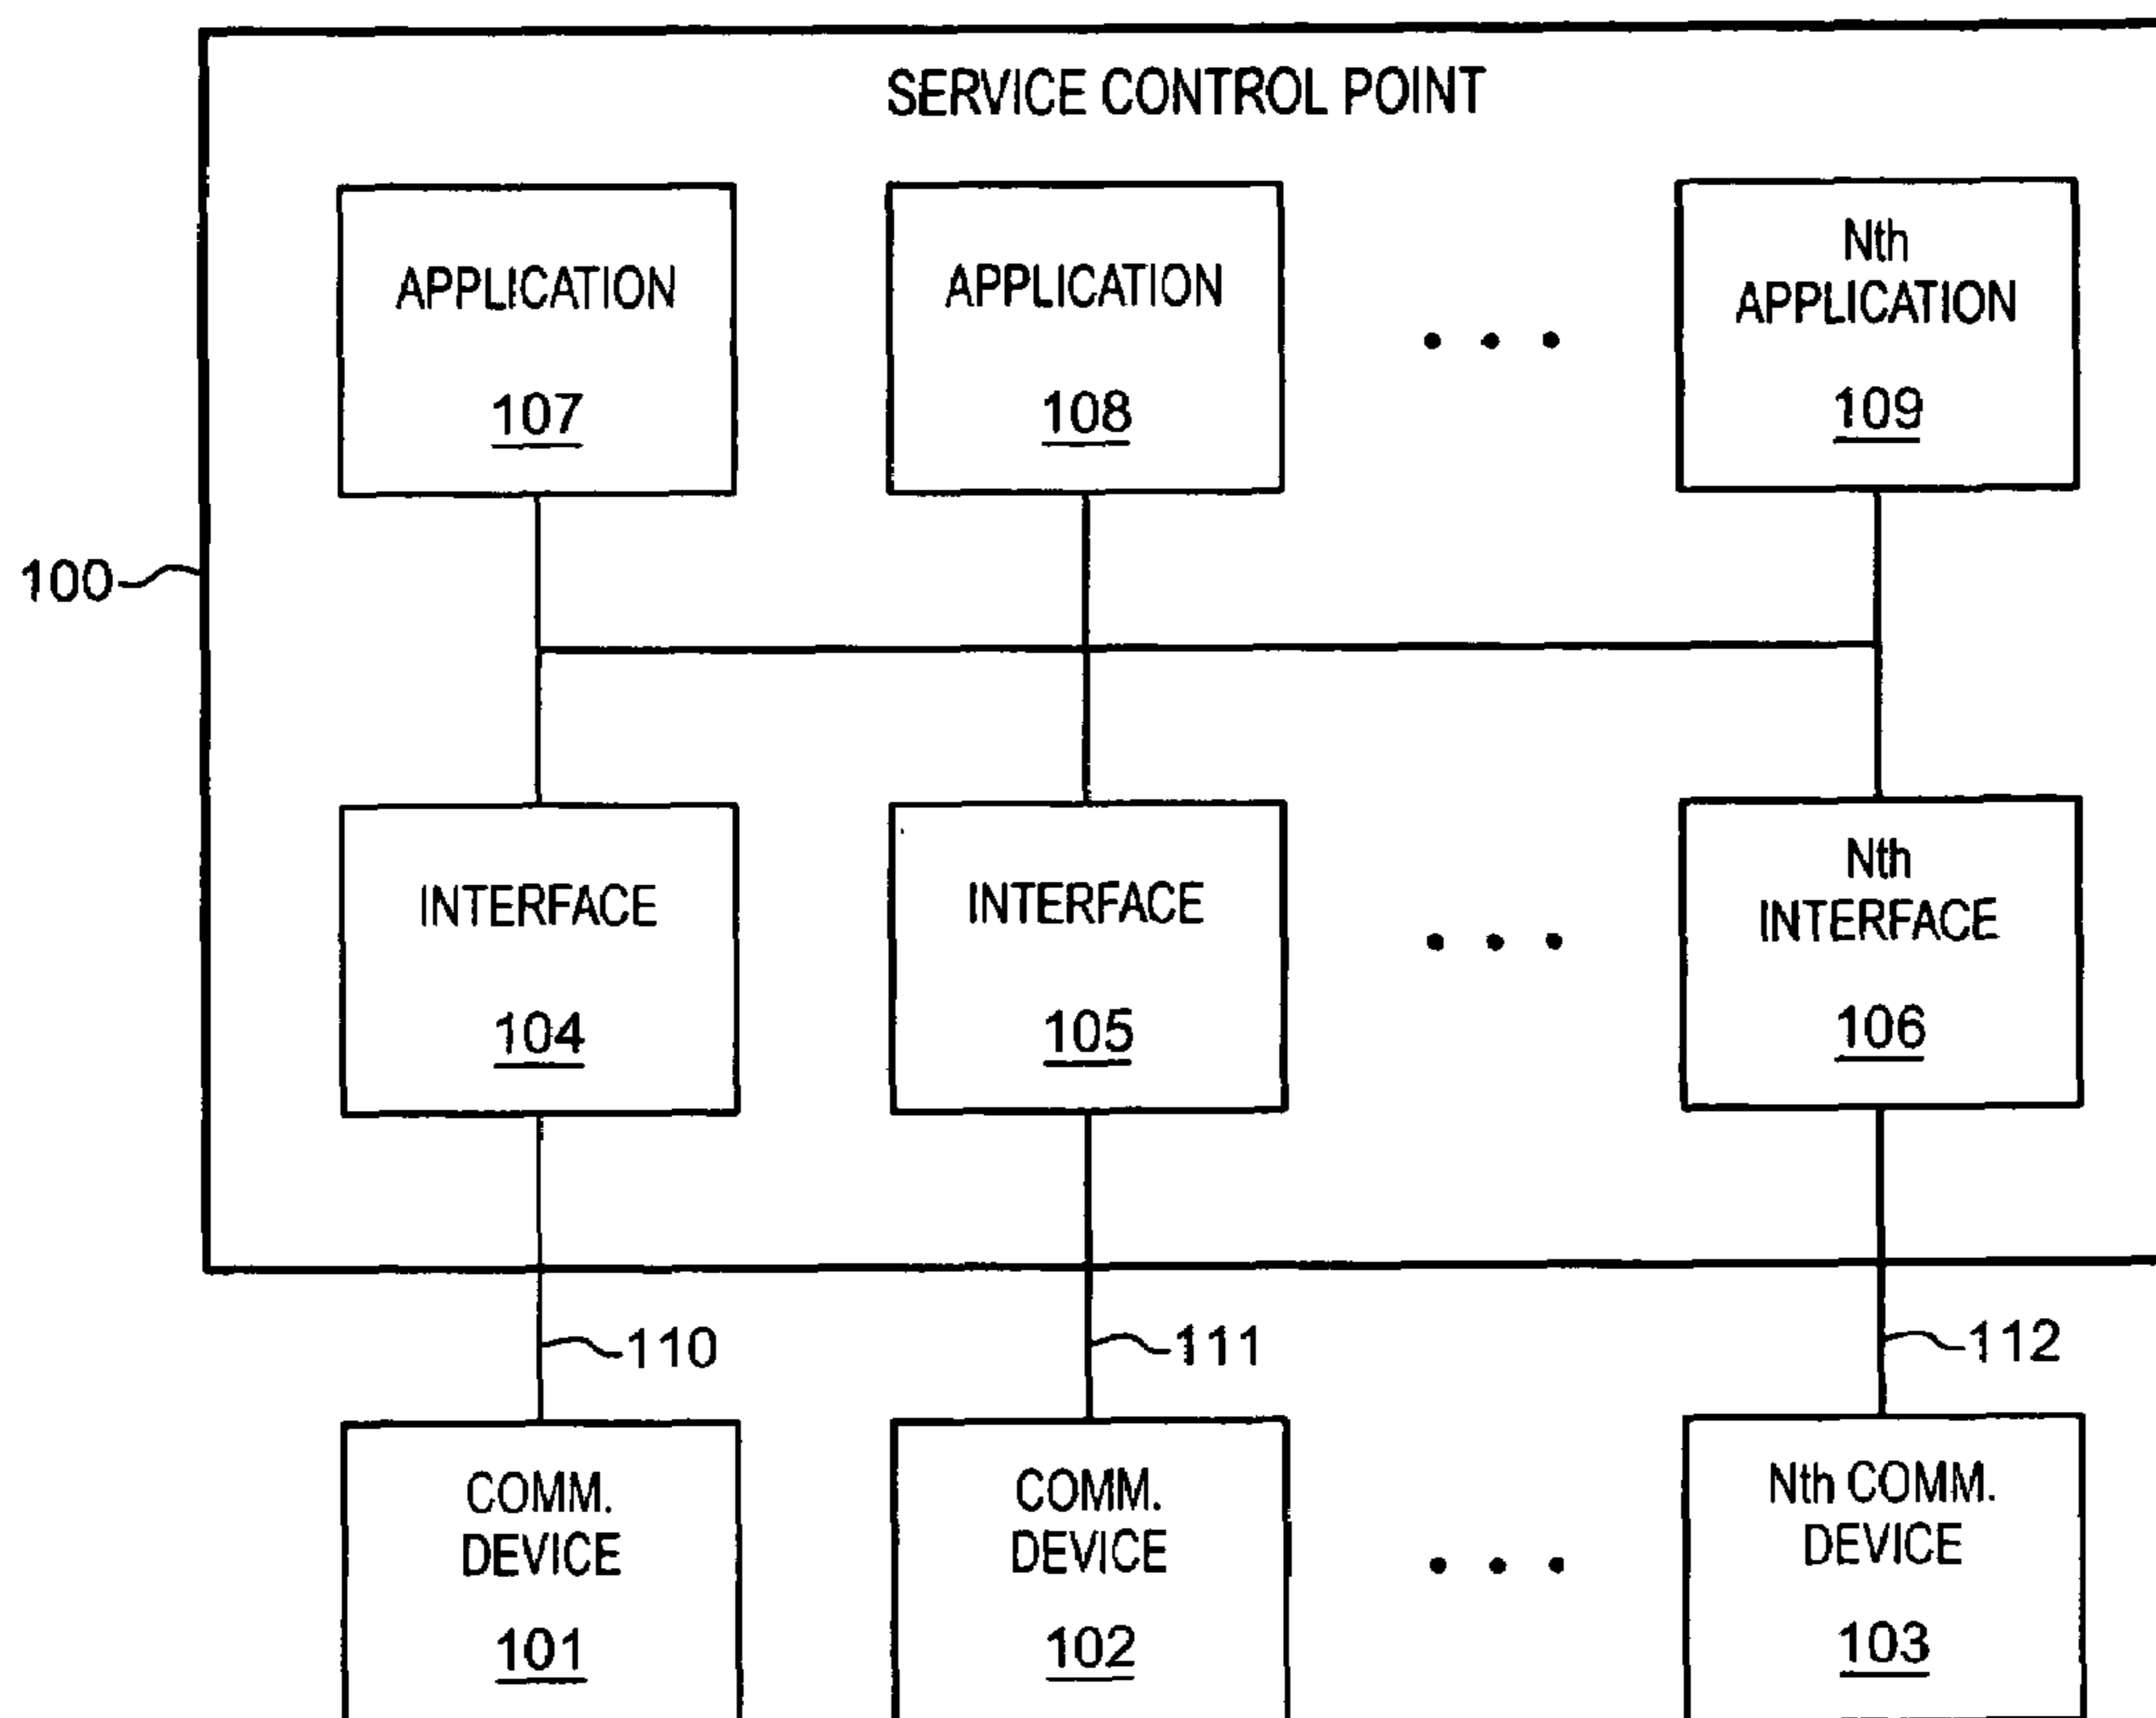 SERVICE CONTROL POINT
APPLICATION
107
APPLICATION
108
Nth
APPLICATION
109
100
INTERFACE
104
INTERFACE
105
Nth
INTERFACE
106
110
111
112
COMM.
DEVICE
101
COMM.
DEVICE
102
Nth COMM.
DEVICE
103